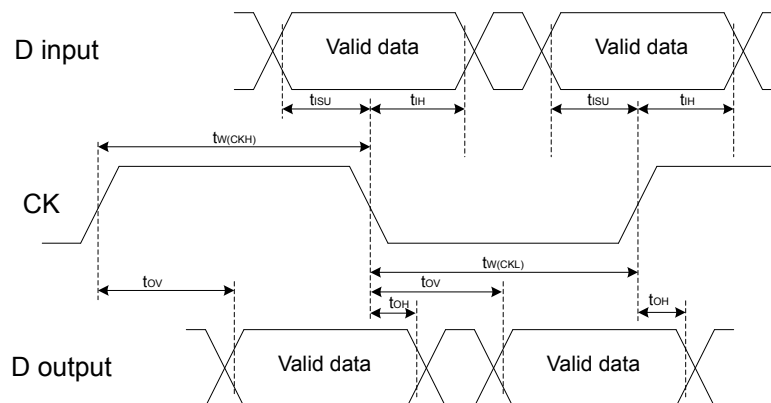 D input
Valid data
Valid data
tISU
tIH
tISU
tIH
tW(CKH)
CK
tW(CKL)
tOV
tOV
tOH
tOH
D output
Valid data
Valid data